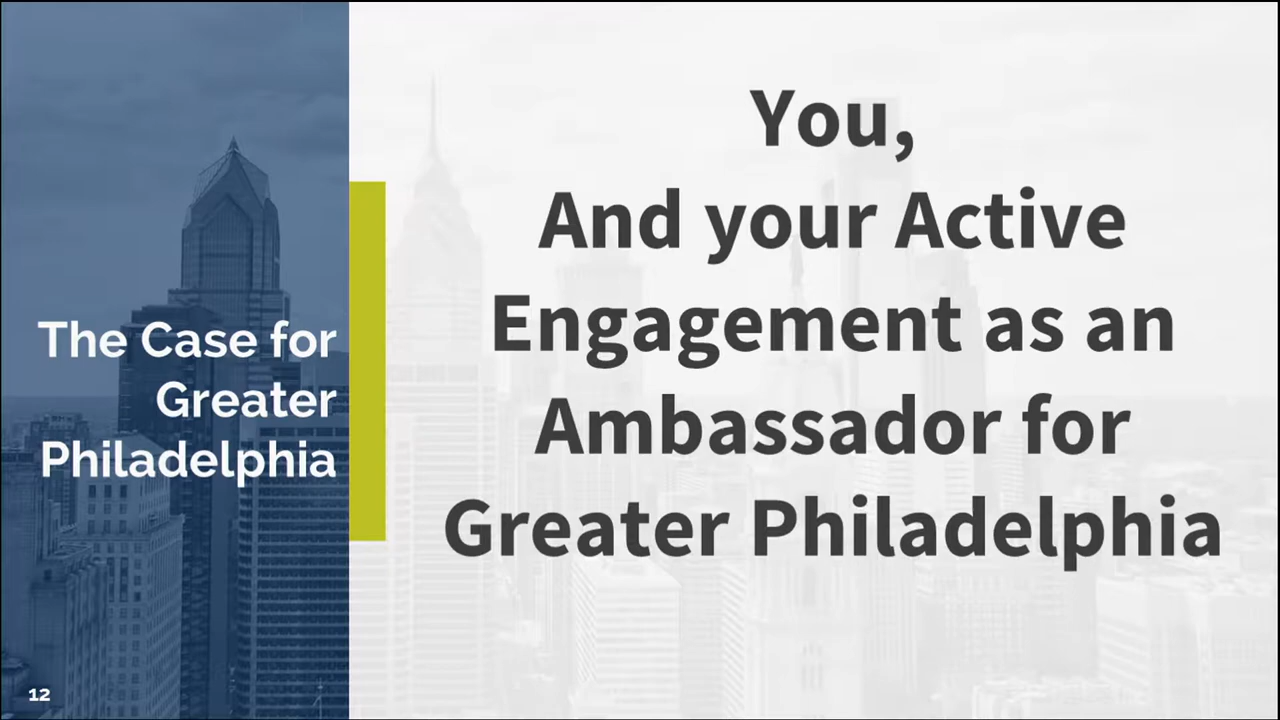 The Case for
Greater
Philadelphia
12
You,
And your Active
Engagement as an
Ambassador for
Greater Philadelphia